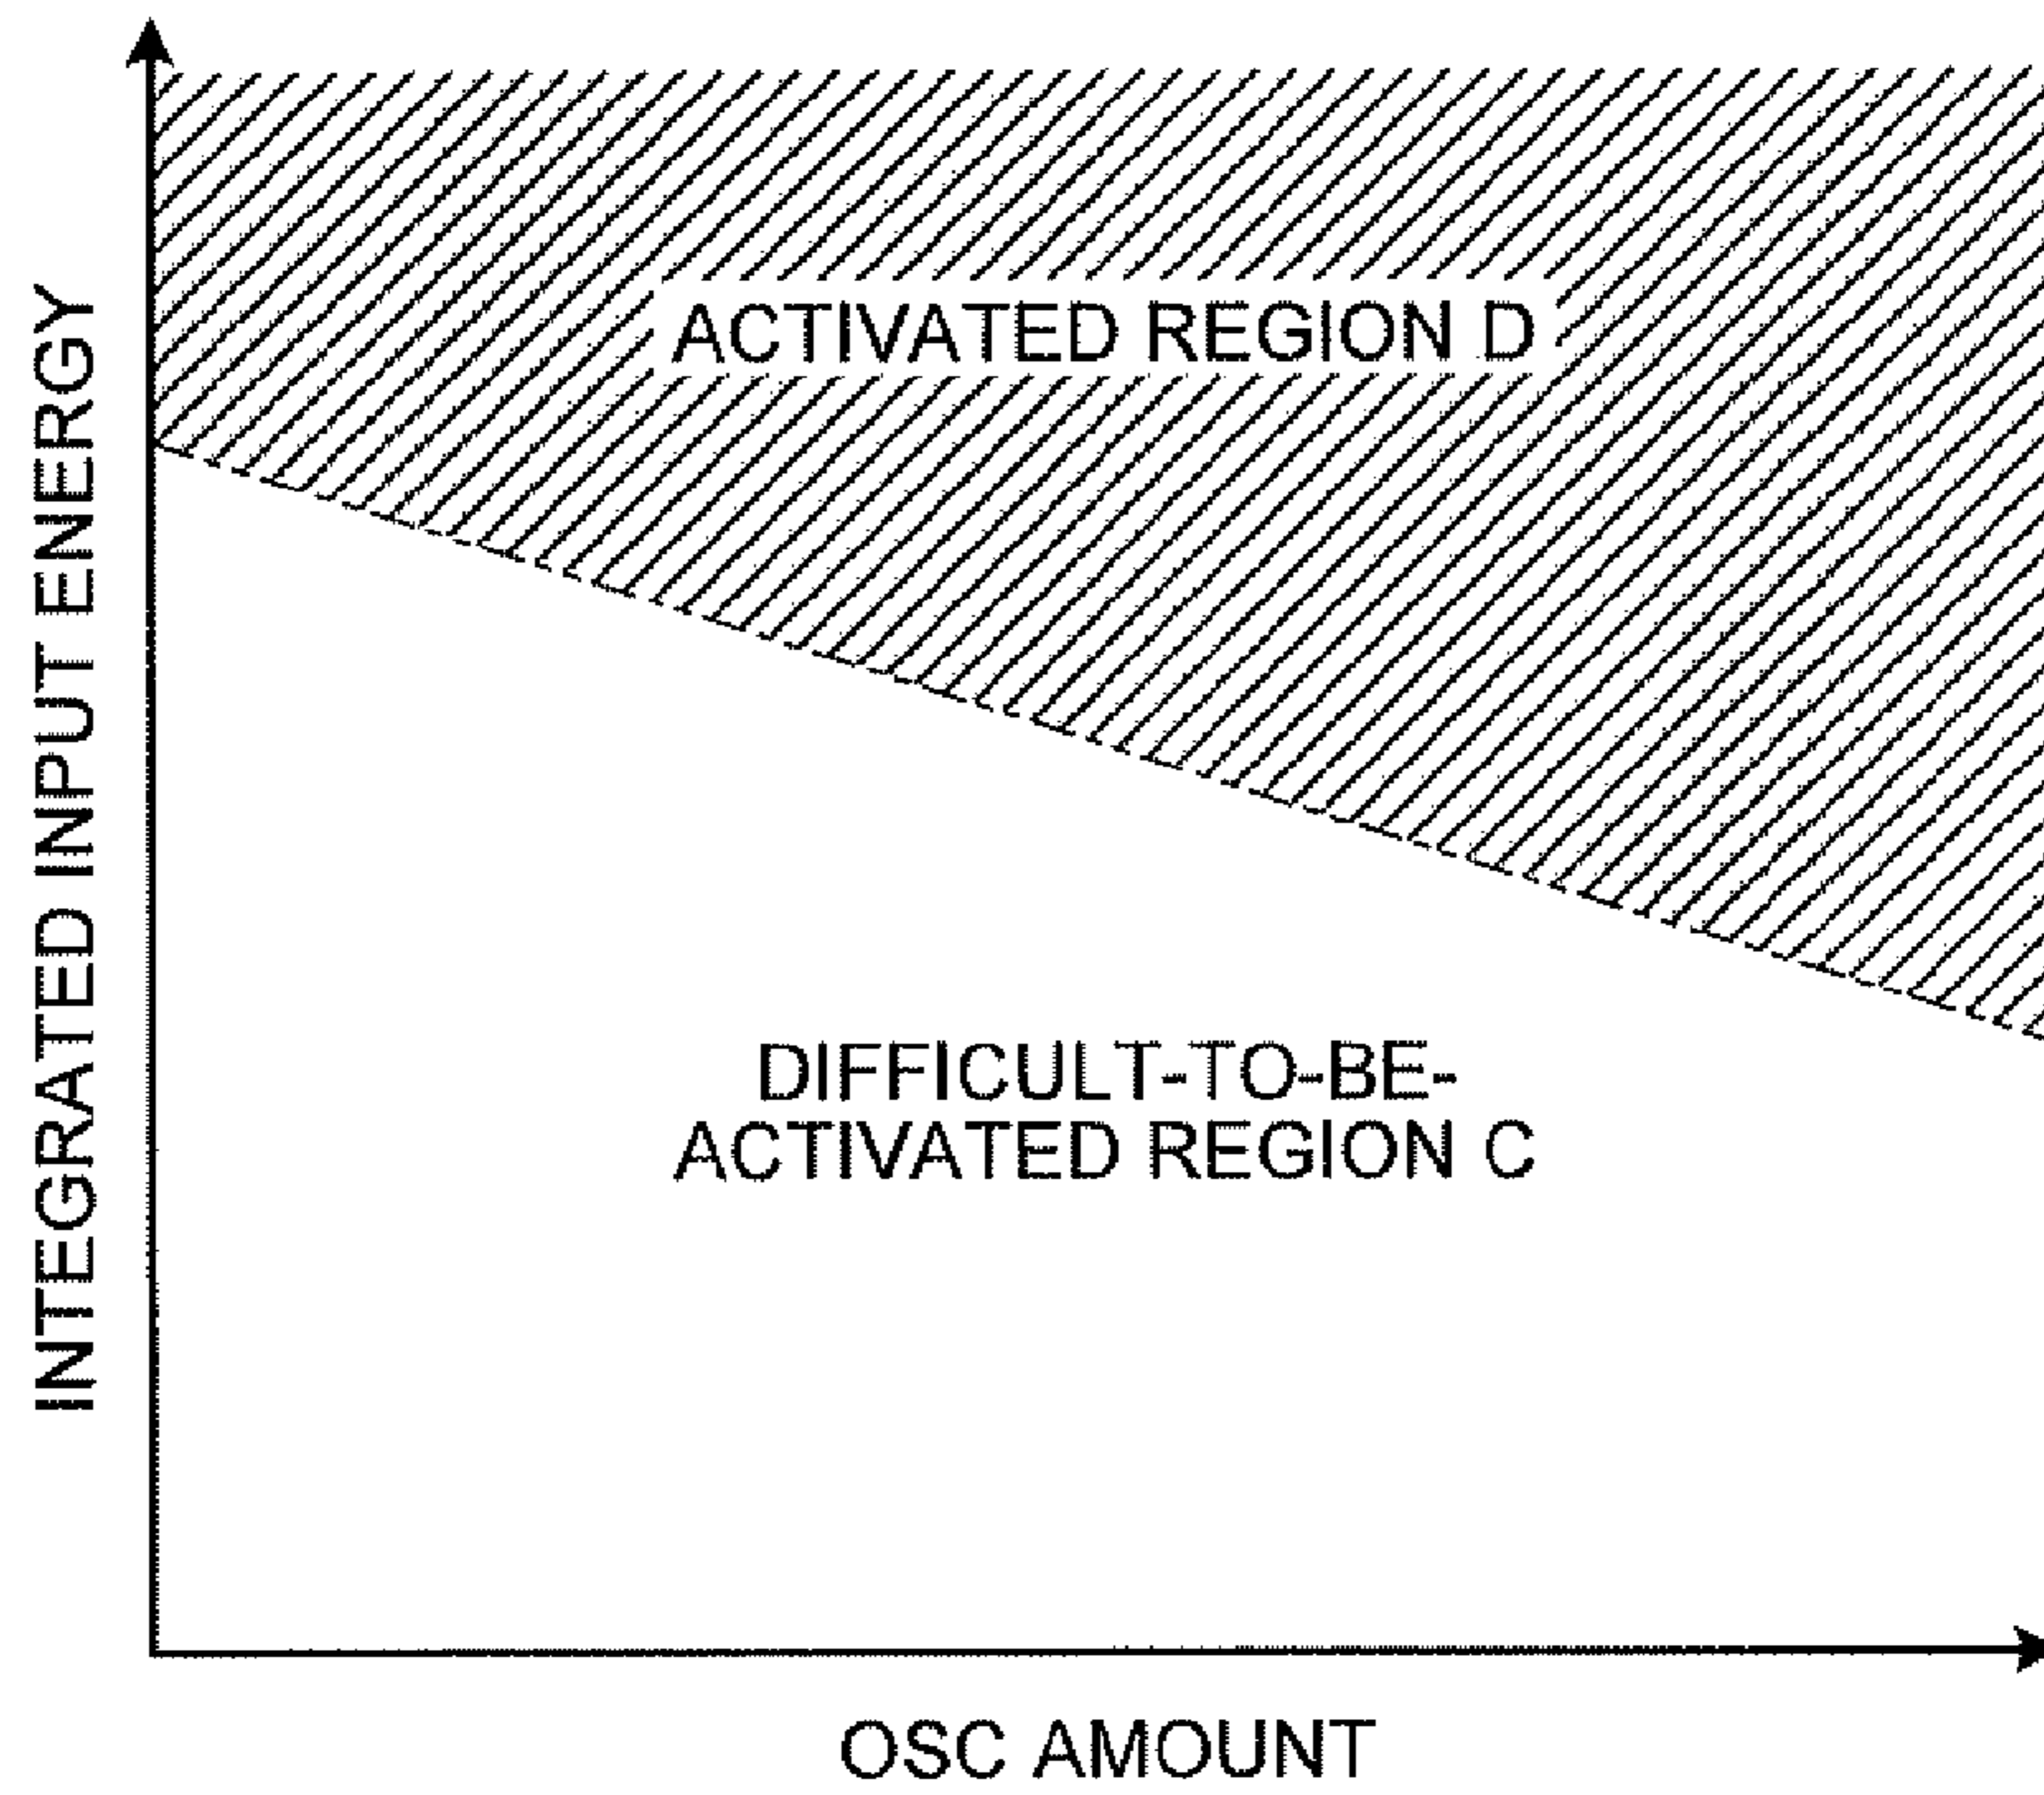 INTEGRATED INPUT ENERGY
ACTIVATED REGION D
DIFFICULT-TO-BE-
ACTIVATED REGION C
OSC AMOUNT